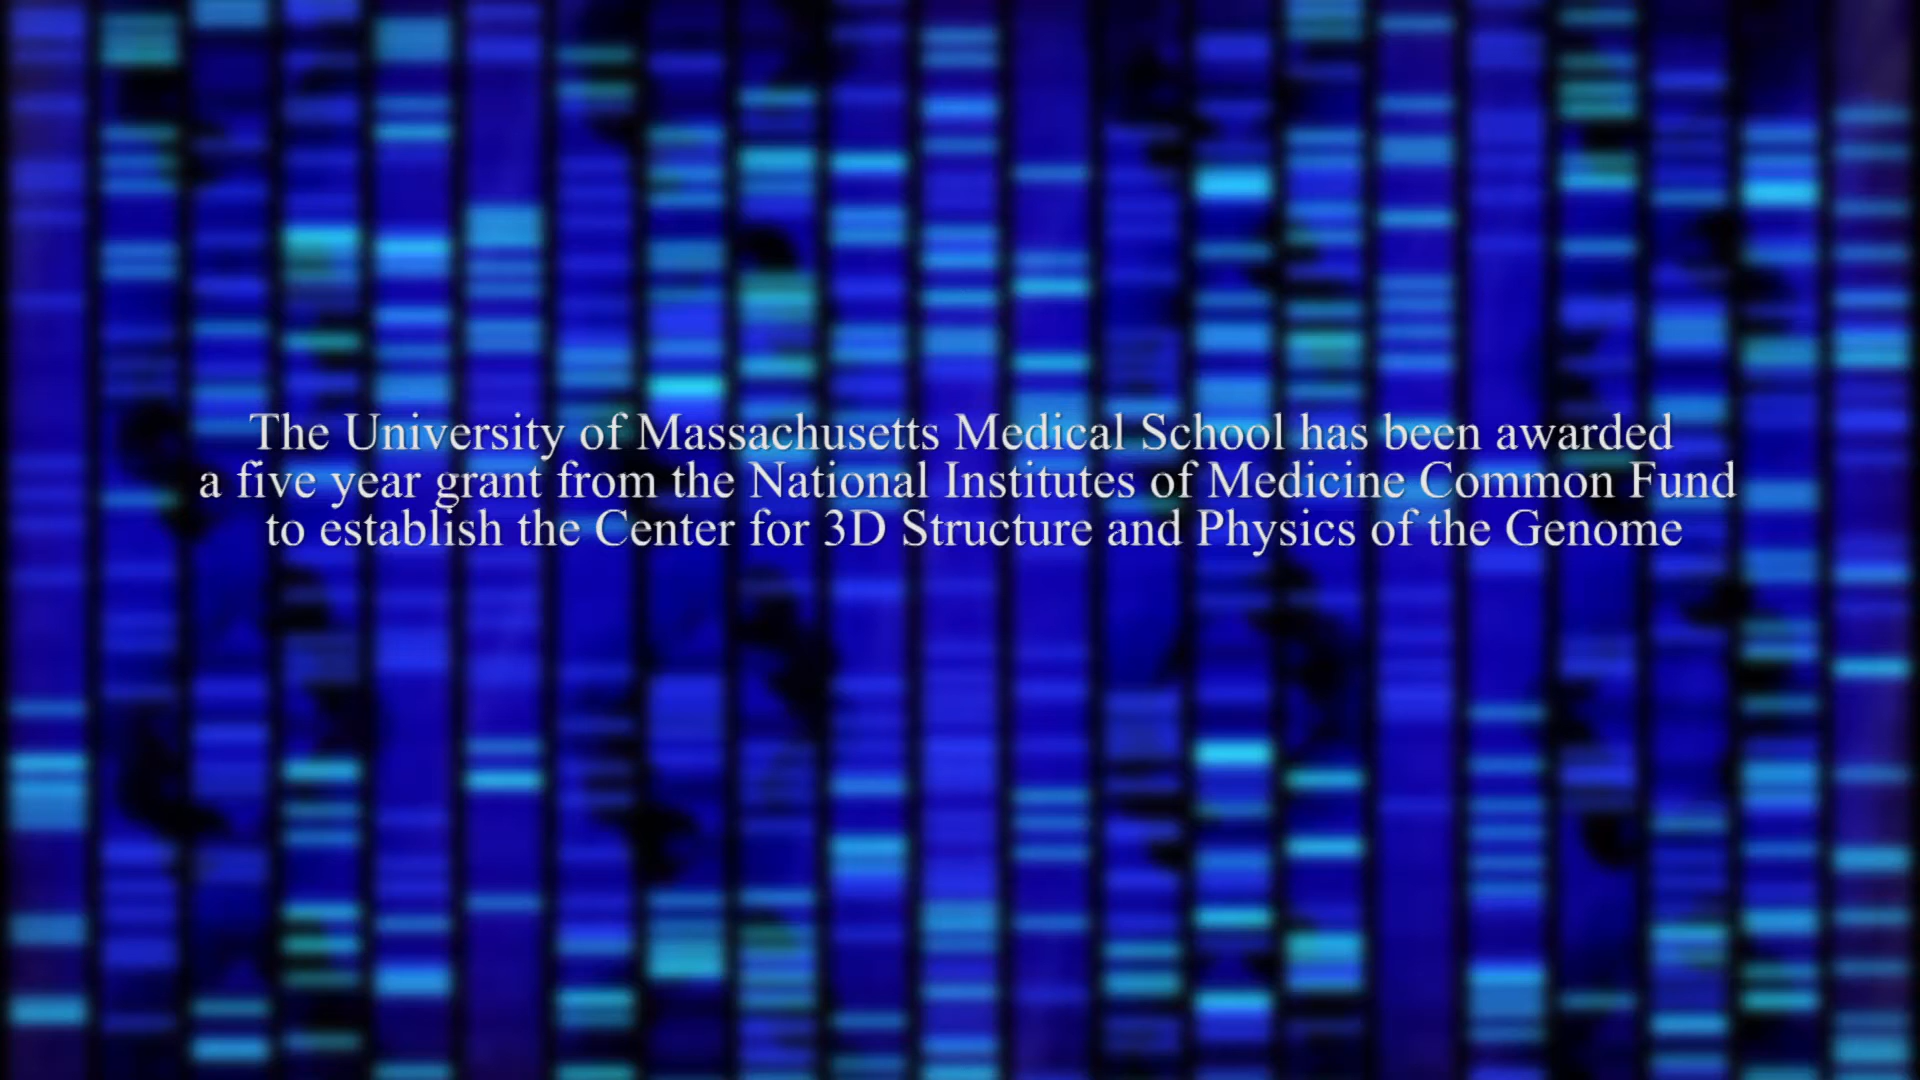 The University of Massachusetts Medical School has been awarded
a five year grant from the National Institutes of Medicine Common Fund
to establish the Center for 3D Structure and Physics of the Genome